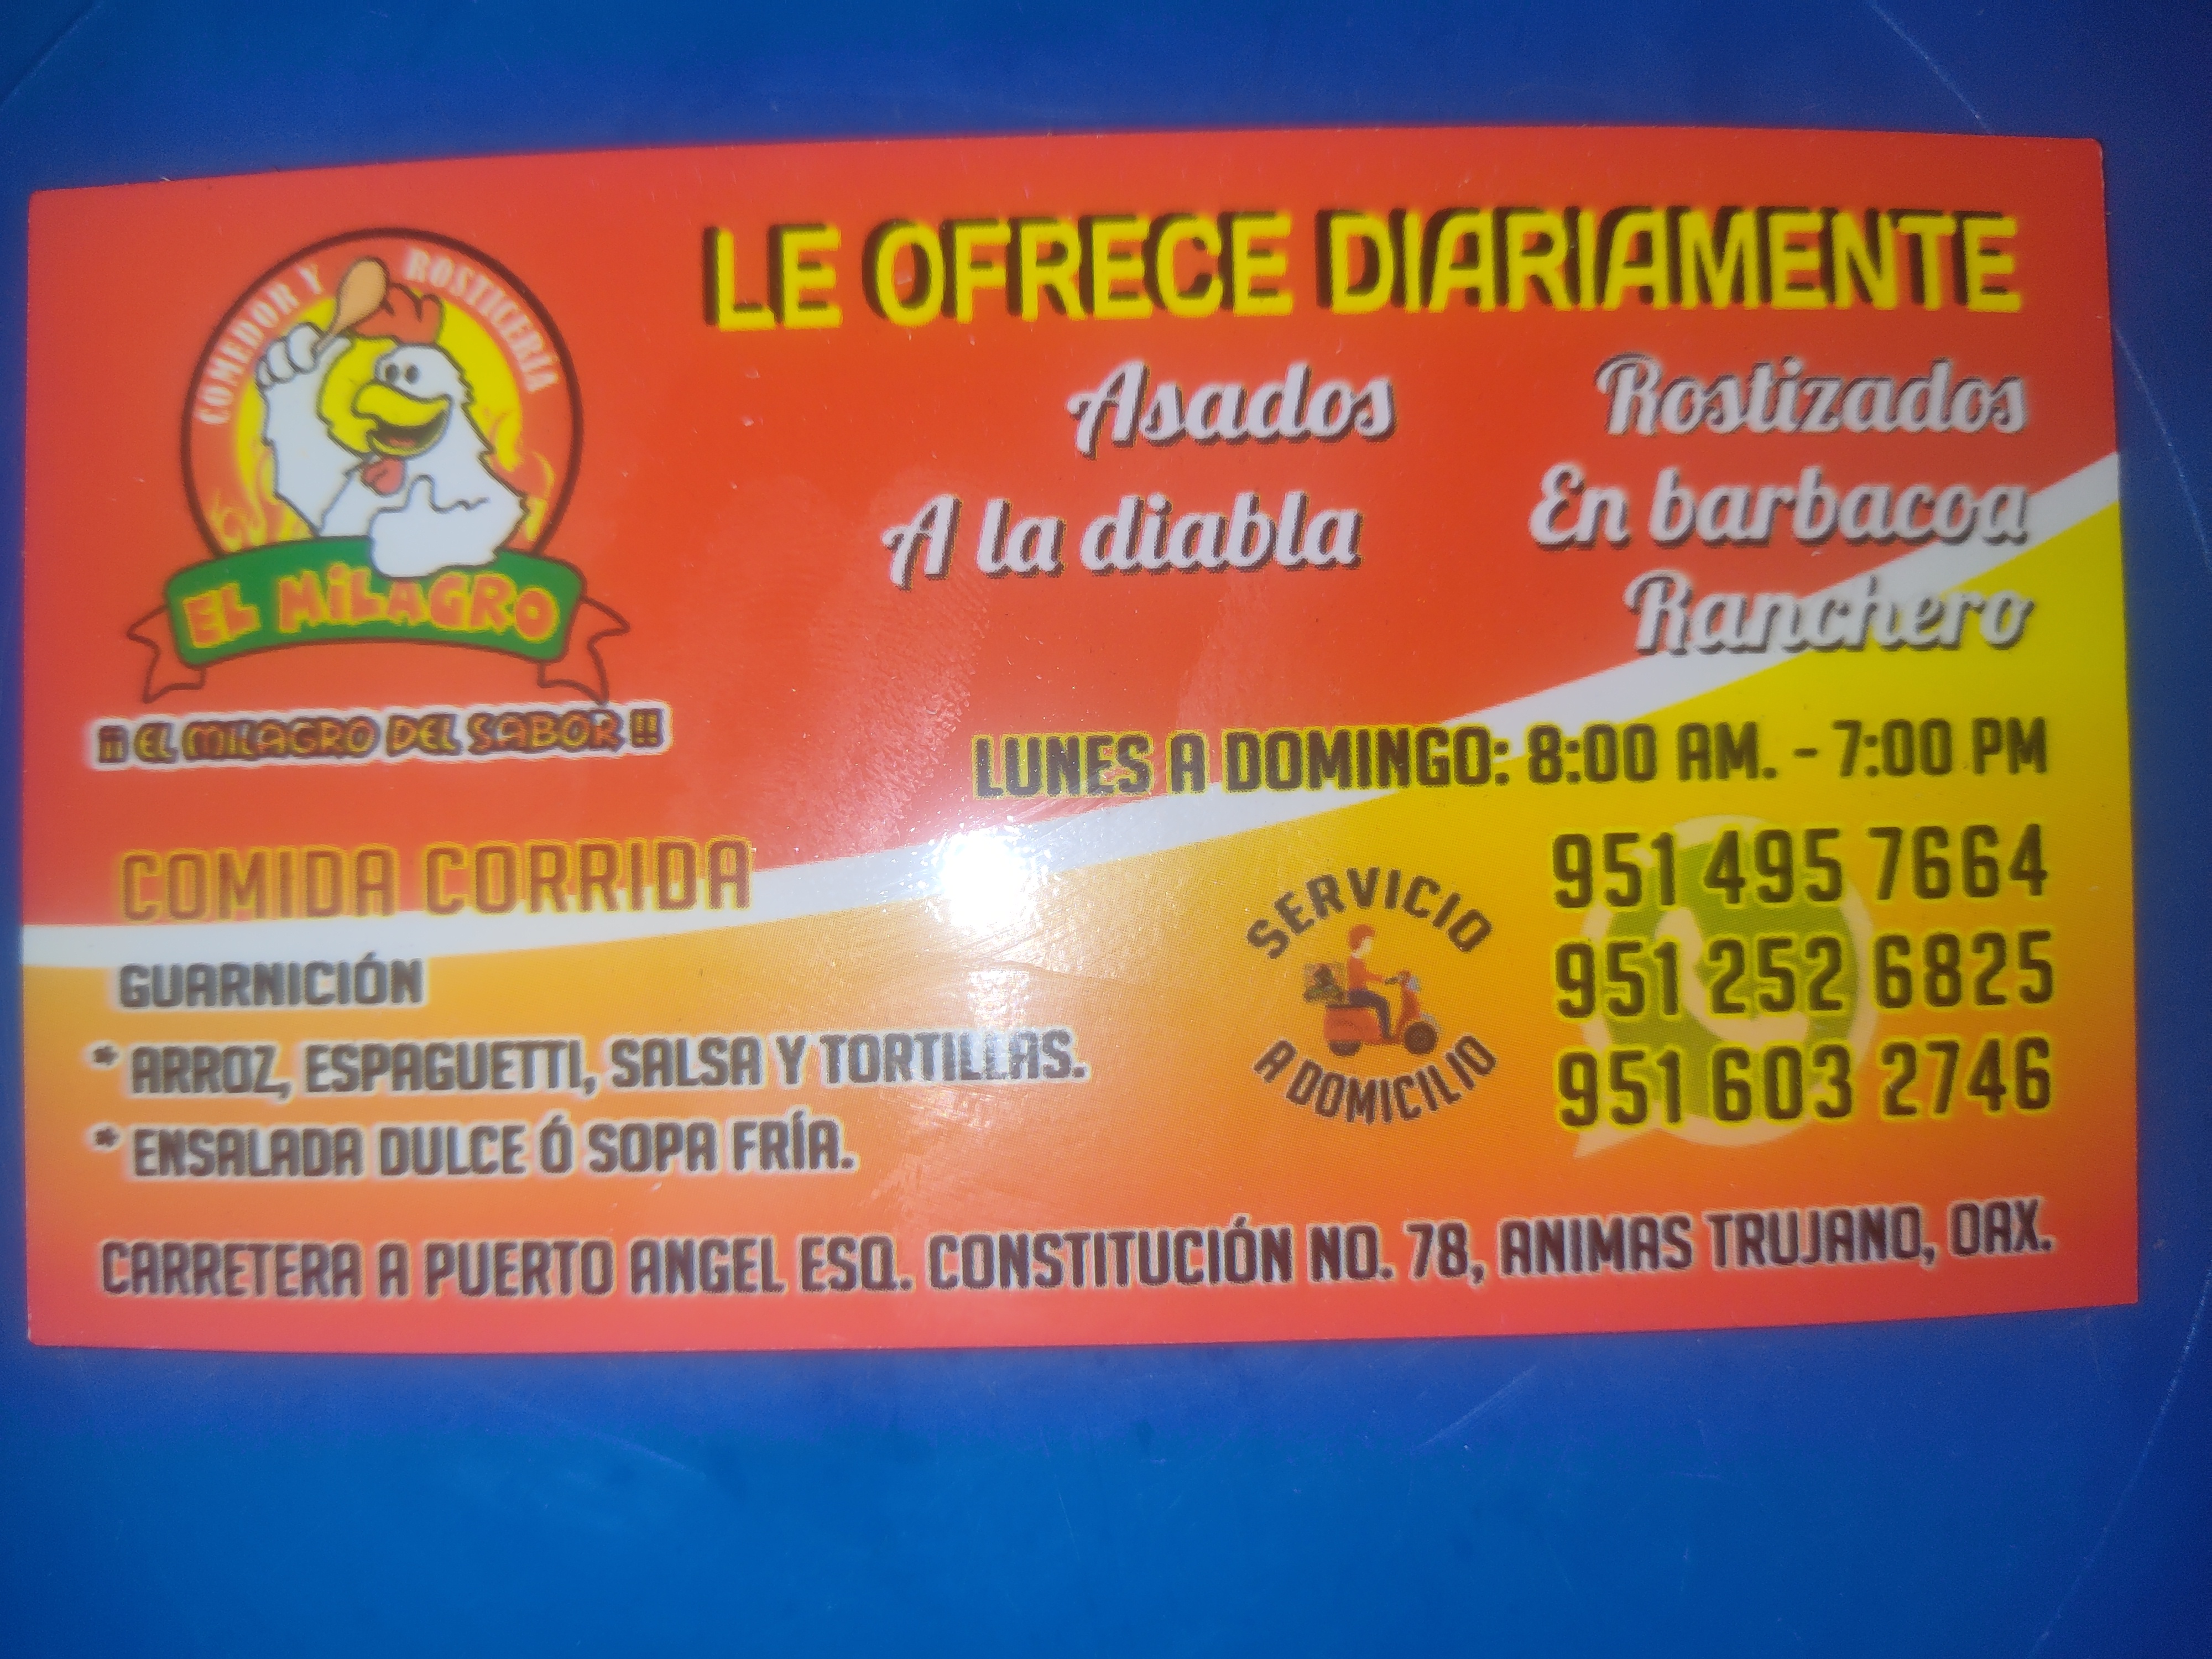 COMEDOR Y ROSTICERÍA
EL MILAGRO
¡¡ EL MILAGRO DEL SABOR !!
LE OFRECE DIARIAMENTE
Asados Rostizados
A la diabla En barbacoa
Ranchero
LUNES A DOMINGO: 8:00 AM. - 7:00 PM
COMIDA CORRIDA
GUARNICIÓN
* ARROZ, ESPAGUETTI, SALSA Y TORTILLAS.
* ENSALADA DULCE Ó SOPA FRÍA.
SERVICIO
A DOMICILIO
951 495 7664
951 252 6825
951 603 2746
CARRETERA A PUERTO ANGEL ESQ. CONSTITUCIÓN NO. 78, ANIMAS TRUJANO, OAX.